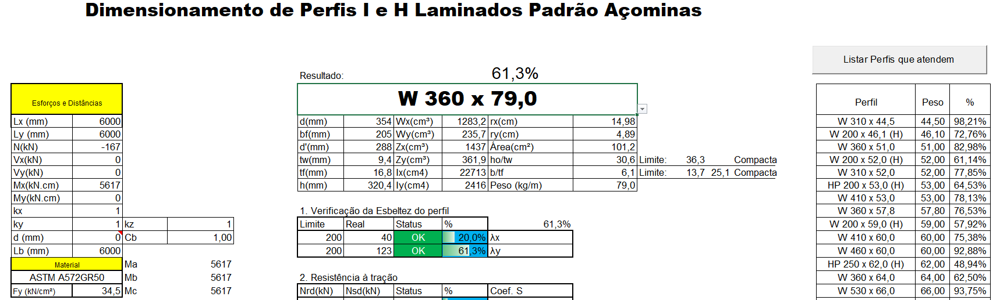 Dimensionamento de Perfis I e H Laminados Padrão Açominas
Listar Perfis que atendem
Resultado: 61,3%
W 360 x 79,0
Esforços e Distâncias
Lx (mm) 6000
Ly (mm) 6000
N(kN) -167
Vx(kN) 0
Vy(kN) 0
Mx(kN.cm) 5617
My(kN.cm) 0
kx 1
ky 1 kz 1
d (mm) 0 Cb 1,00
Lb (mm) 6000
Material
ASTM A572GR50
Fy (kN/cm²) 34,5
Ma 5617
Mb 5617
Mc 5617
d(mm) 354 Wx(cm³) 1283,2 rx(cm) 14,98
bf(mm) 205 Wy(cm³) 235,7 ry(cm) 4,89
d'(mm) 288 Zx(cm³) 1437 Área(cm²) 101,2
tw(mm) 9,4 Zy(cm³) 361,9 ho/tw 30,6 Limite: 36,3 Compacta
tf(mm) 16,8 Ix(cm4) 22713 b/tf 6,1 Limite: 13,7 25,1 Compacta
h(mm) 320,4 Iy(cm4) 2416 Peso (kg/m) 79,0
1. Verificação da Esbeltez do perfil
Limite Real Status % 61,3%
200 40 OK 20,0% λx
200 123 OK 61,3% λy
2. Resistência à tração
Nrd(kN) Nsd(kN) Status % Coef. S
Perfil Peso %
W 310 x 44,5 44,50 98,21%
W 200 x 46,1 (H) 46,10 72,76%
W 360 x 51,0 51,00 82,98%
W 200 x 52,0 (H) 52,00 61,14%
W 310 x 52,0 52,00 77,85%
HP 200 x 53,0 (H) 53,00 64,53%
W 410 x 53,0 53,00 78,13%
W 360 x 57,8 57,80 76,53%
W 200 x 59,0 (H) 59,00 57,92%
W 410 x 60,0 60,00 75,38%
W 460 x 60,0 60,00 92,88%
HP 250 x 62,0 (H) 62,00 48,94%
W 360 x 64,0 64,00 62,50%
W 530 x 66,0 66,00 93,75%